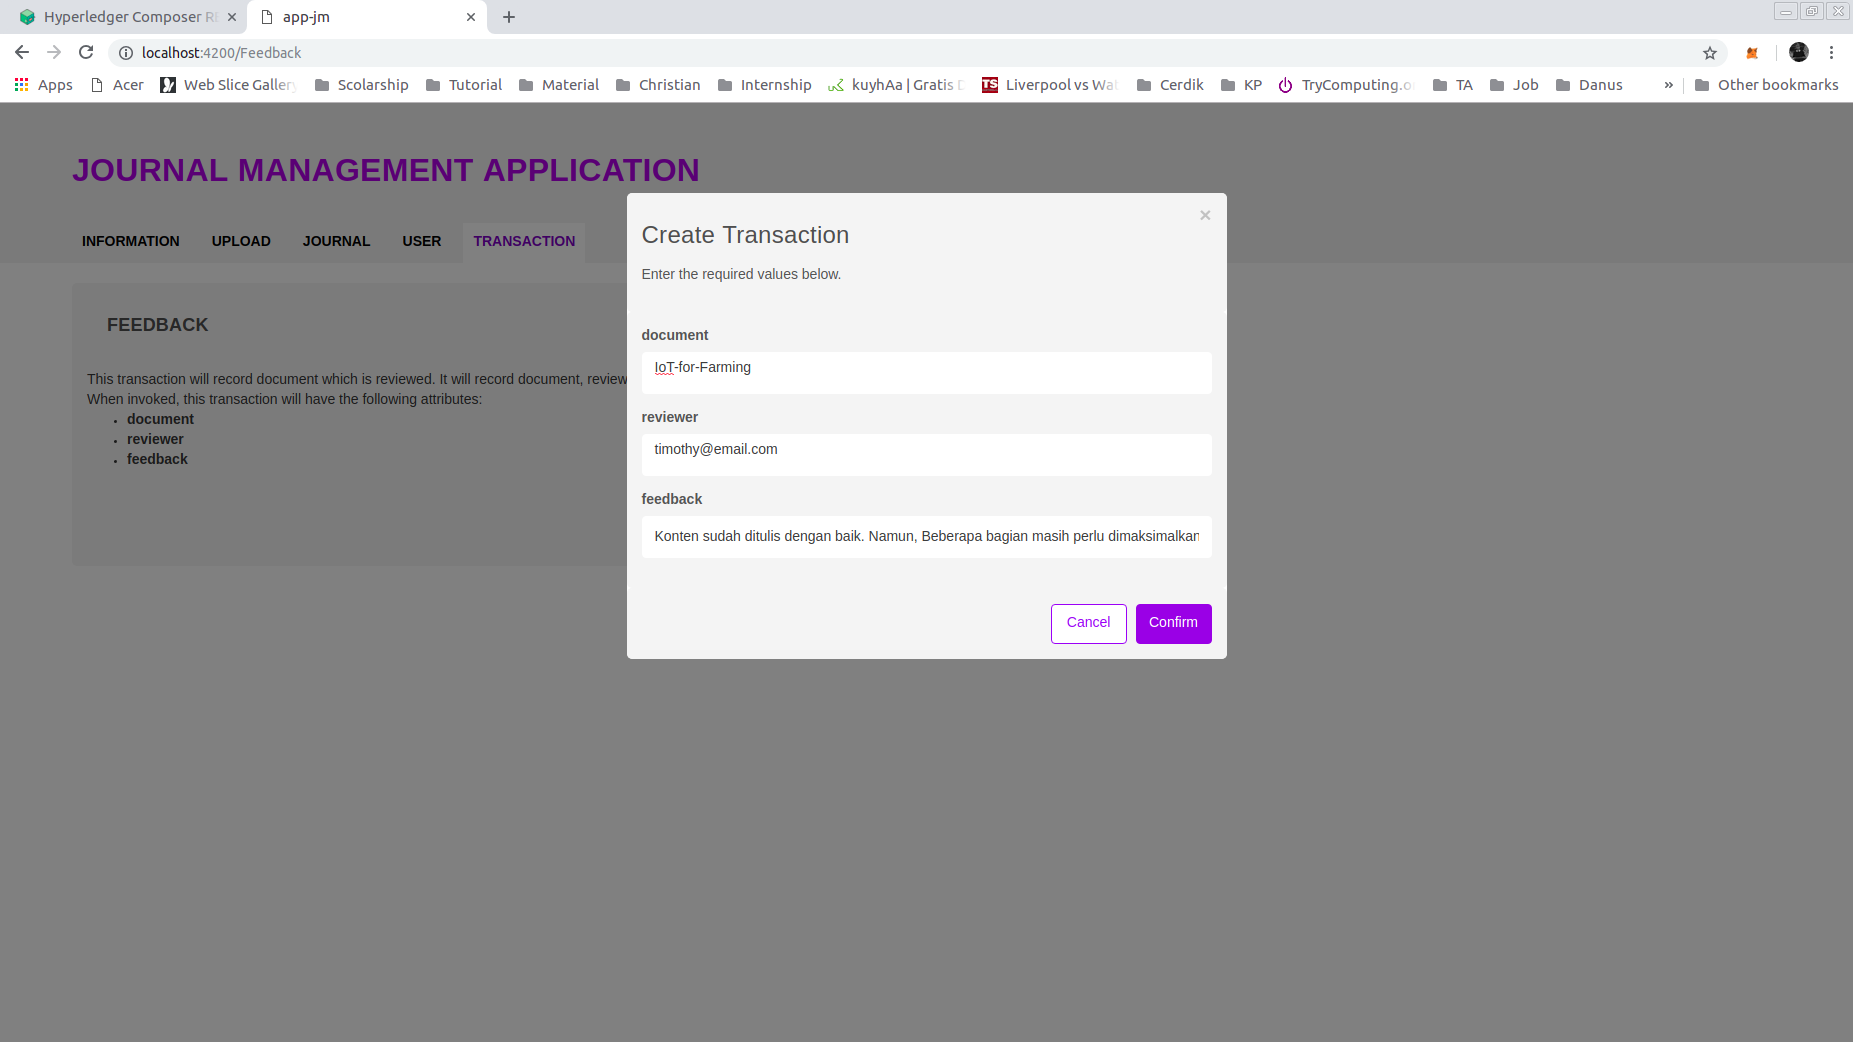 Hyperledger Composer
app-jm
localhost:4200/Feedback
Apps
Acer
Web Slice Gallery
Scolarship
Tutorial
Material
Christian
Internship
kuyhAa | Gratis
Liverpool vs
Cerdik
KP
TA
Job
Danus
»
Other bookmarks
JOURNAL MANAGEMENT APPLICATION
INFORMATION
UPLOAD
JOURNAL
USER
TRANSACTION
FEEDBACK
This transaction will record document which is reviewed. It will record document,
When invoked, this transaction will have the following attributes:
• document
• reviewer
• feedback
Create Transaction
Enter the required values below.
document
IoT-for-Farming
reviewer
timothy@email.com
feedback
Konten sudah ditulis dengan baik. Namun, Beberapa bagian masih perlu dimaksimalkan
Cancel
Confirm